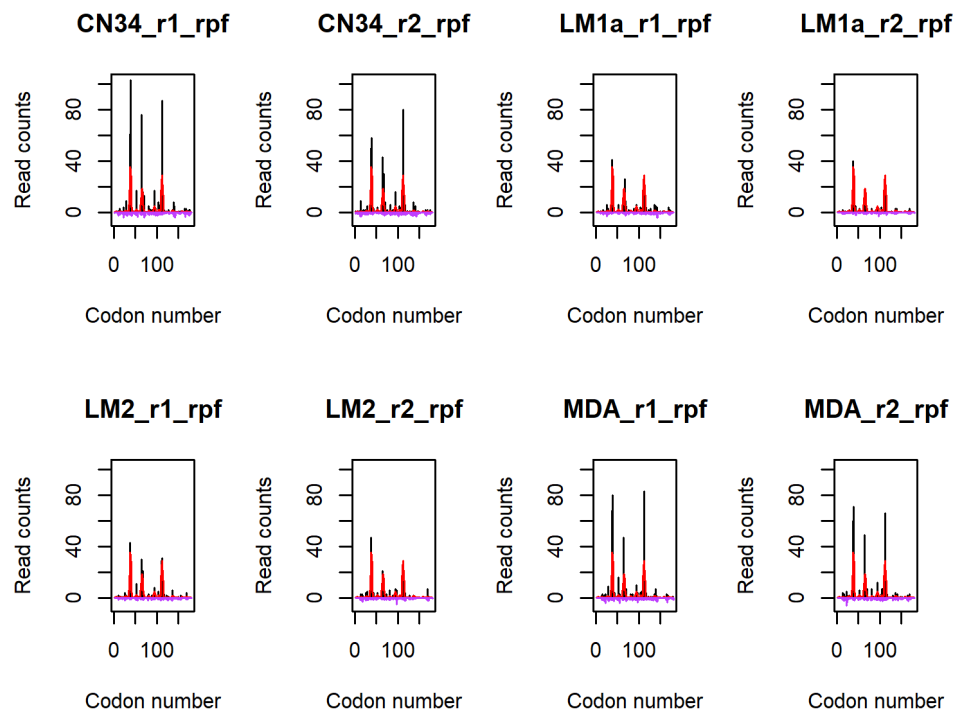 CN34_r1_rpf CN34_r2_rpf LM1a_r1_rpf LM1a_r2_rpf
Read counts Read counts Read counts Read counts
80 80 80 80
40 40 40 40
0 0 0 0
0 100 0 100 0 100 0 100
Codon number Codon number Codon number Codon number
LM2_r1_rpf LM2_r2_rpf MDA_r1_rpf MDA_r2_rpf
Read counts Read counts Read counts Read counts
80 80 80 80
40 40 40 40
0 0 0 0
0 100 0 100 0 100 0 100
Codon number Codon number Codon number Codon number